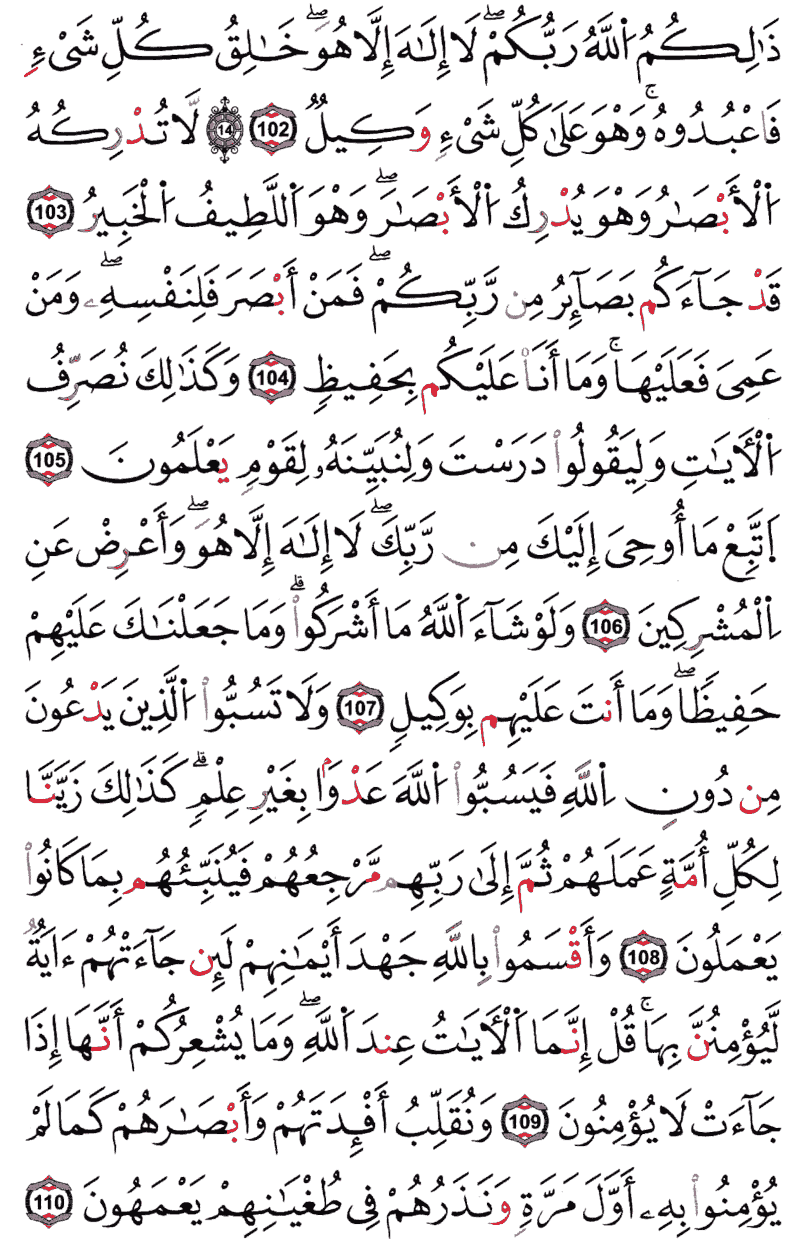 ذَٰلِكُمُ ٱللَّهُ رَبُّكُمْ ۖ لَا إِلَٰهَ إِلَّا هُوَ ۖ خَٰلِقُ كُلِّ شَىْءٍ
فَاعْبُدُوهُ ۚ وَهْوَ عَلَىٰ كُلِّ شَىْءٍ وَكِيلٌ 102 14 لَّا تُدْرِكُهُ
ٱلْأَبْصَٰرُ وَهْوَ يُدْرِكُ ٱلْأَبْصَٰرَ ۖ وَهْوَ ٱللَّطِيفُ ٱلْخَبِيرُ 103
قَدْ جَآءَكُم بَصَآئِرُ مِن رَّبِّكُمْ ۖ فَمَنْ أَبْصَرَ فَلِنَفْسِهِۦ ۖ وَمَنْ
عَمِىَ فَعَلَيْهَا ۚ وَمَا أَنَا۠ عَلَيْكُم بِحَفِيظٍ 104 وَكَذَٰلِكَ نُصَرِّفُ
ٱلْأَيَٰتِ وَلِيَقُولُوا۟ دَرَسْتَ وَلِنُبَيِّنَهُۥ لِقَوْمٍ يَعْلَمُونَ 105
ٱتَّبِعْ مَا أُوحِىَ إِلَيْكَ مِن رَّبِّكَ ۖ لَا إِلَٰهَ إِلَّا هُوَ ۖ وَأَعْرِضْ عَنِ
ٱلْمُشْرِكِينَ 106 وَلَوْ شَآءَ ٱللَّهُ مَا أَشْرَكُوا۟ ۗ وَمَا جَعَلْنَٰكَ عَلَيْهِمْ
حَفِيظًا ۖ وَمَا أَنتَ عَلَيْهِم بِوَكِيلٍ 107 وَلَا تَسُبُّوا۟ ٱلَّذِينَ يَدْعُونَ
مِن دُونِ ٱللَّهِ فَيَسُبُّوا۟ ٱللَّهَ عَدْوًۢا بِغَيْرِ عِلْمٍ ۗ كَذَٰلِكَ زَيَّنَّا
لِكُلِّ أُمَّةٍ عَمَلَهُمْ ثُمَّ إِلَىٰ رَبِّهِم مَّرْجِعُهُمْ فَيُنَبِّئُهُم بِمَا كَانُوا۟
يَعْمَلُونَ 108 وَأَقْسَمُوا۟ بِٱللَّهِ جَهْدَ أَيْمَٰنِهِمْ لَئِن جَآءَتْهُمْ ءَايَةٌ
لَّيُؤْمِنُنَّ بِهَا ۚ قُلْ إِنَّمَا ٱلْأَيَٰتُ عِندَ ٱللَّهِ ۖ وَمَا يُشْعِرُكُمْ أَنَّهَا إِذَا
جَآءَتْ لَا يُؤْمِنُونَ 109 وَنُقَلِّبُ أَفْـِٔدَتَهُمْ وَأَبْصَٰرَهُمْ كَمَا لَمْ
يُؤْمِنُوا۟ بِهِۦ أَوَّلَ مَرَّةٍ وَنَذَرُهُمْ فِى طُغْيَٰنِهِمْ يَعْمَهُونَ 110